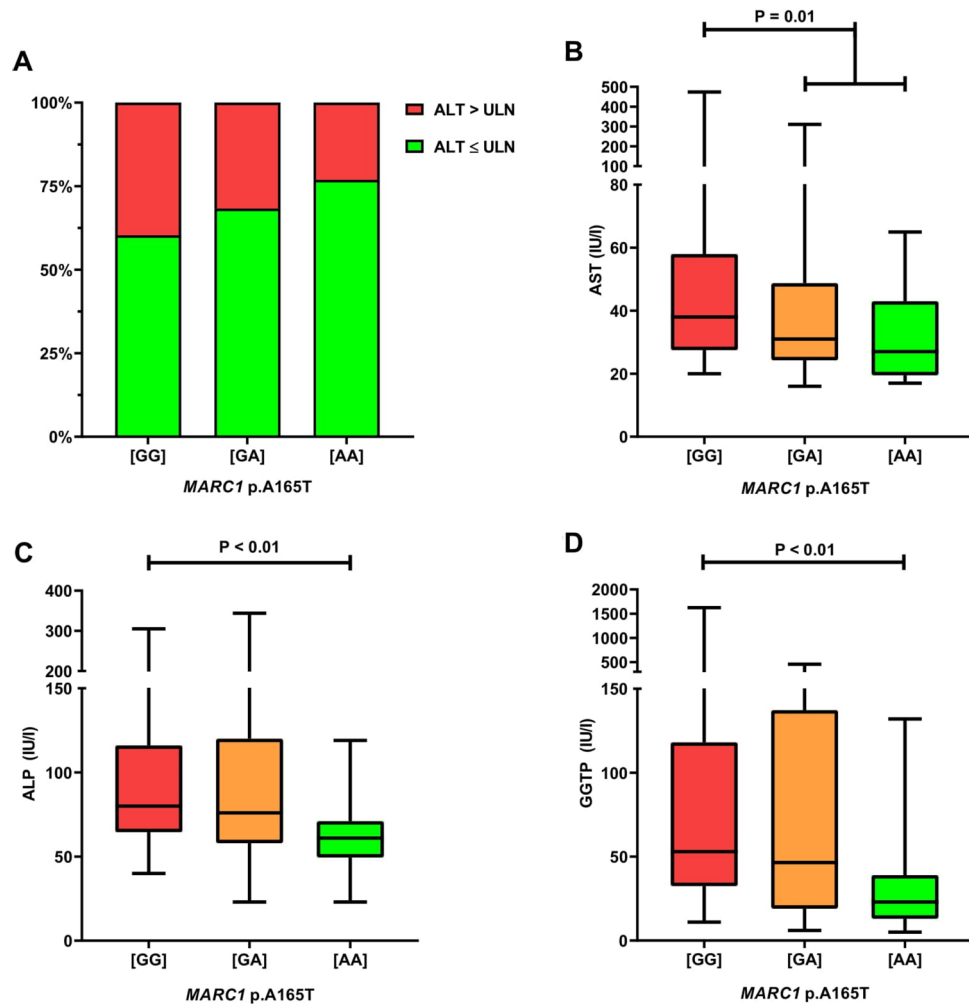 A
100%
75%
50%
25%
0%
[GG]
[GA]
[AA]
MARC1 p.A165T
ALT > ULN
ALT ≤ ULN
B
P = 0.01
AST (IU/l)
500
400
300
200
100
80
60
40
20
0
[GG]
[GA]
[AA]
MARC1 p.A165T
C
P < 0.01
ALP (IU/l)
400
300
200
150
100
50
0
[GG]
[GA]
[AA]
MARC1 p.A165T
D
P < 0.01
GGTP (IU/l)
2000
1500
1000
500
150
100
50
0
[GG]
[GA]
[AA]
MARC1 p.A165T